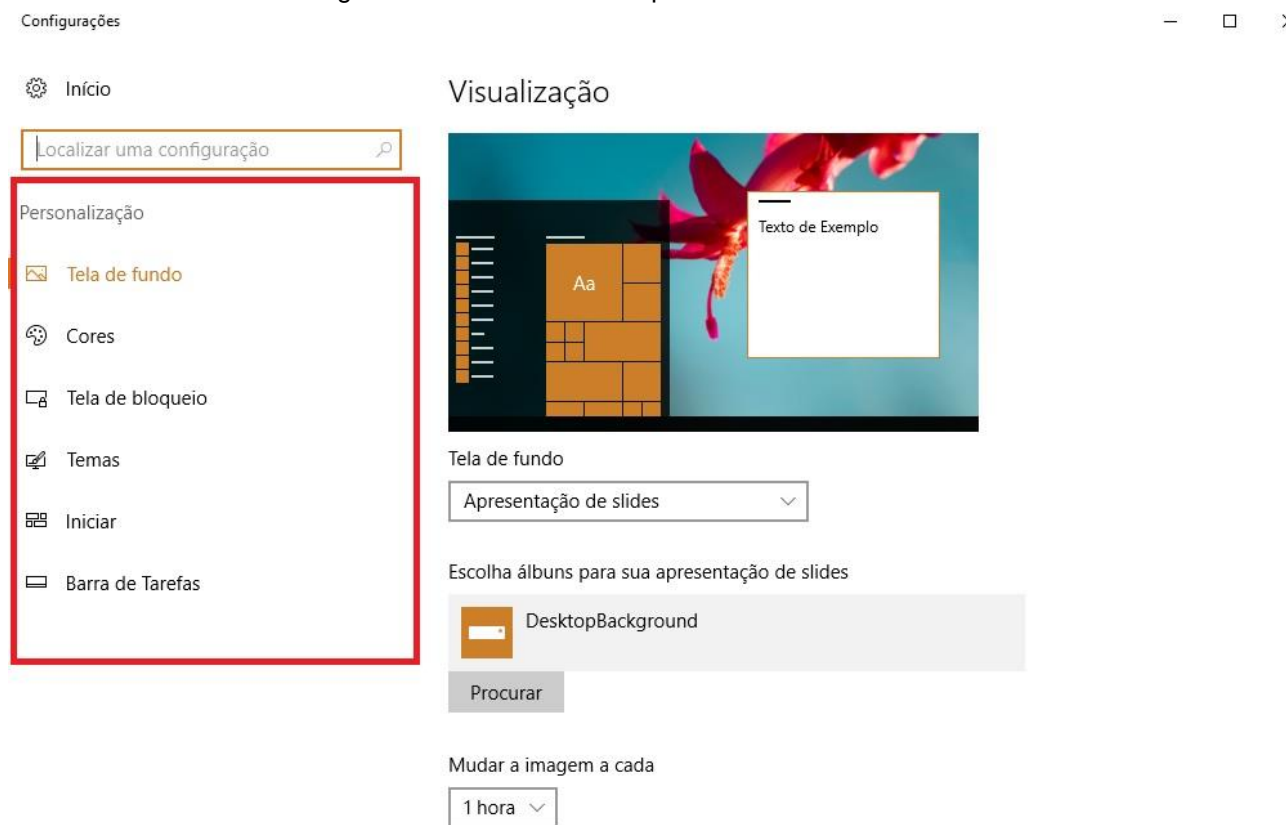 Configurações
Início
Localizar uma configuração
Personalização
Tela de fundo
Cores
Tela de bloqueio
Temas
Iniciar
Barra de Tarefas
Visualização
Texto de Exemplo
Aa
Tela de fundo
Apresentação de slides
Escolha álbuns para sua apresentação de slides
DesktopBackground
Procurar
Mudar a imagem a cada
1 hora